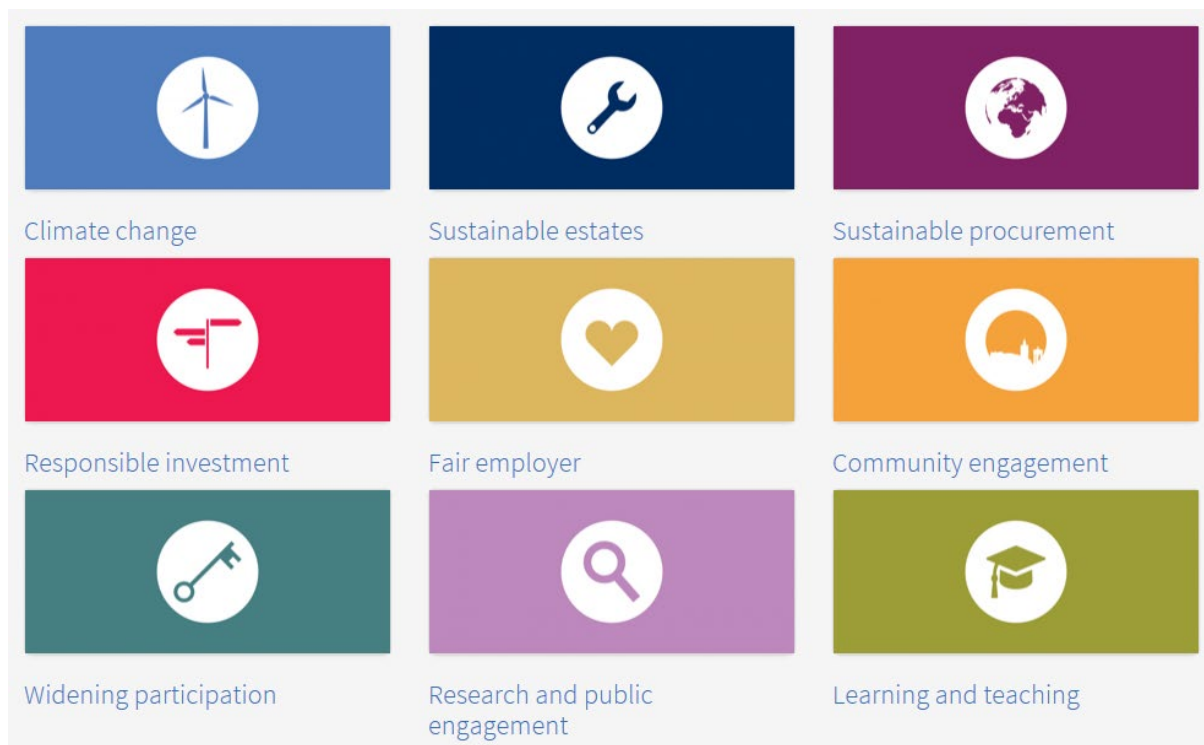 Climate change
Sustainable estates
Sustainable procurement
Responsible investment
Fair employer
Community engagement
Widening participation
Research and public
engagement
Learning and teaching